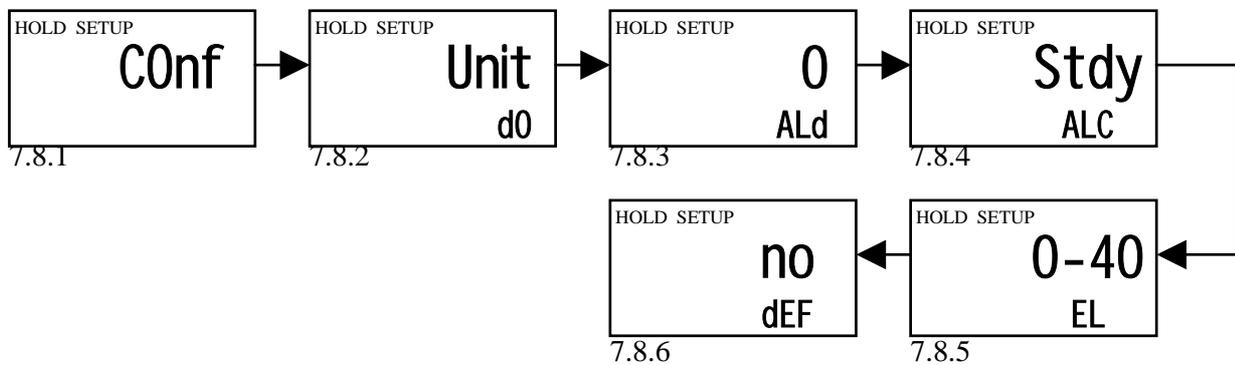 HOLD SETUP
COnf
7.8.1
HOLD SETUP
Unit
dO
7.8.2
HOLD SETUP
0
ALd
7.8.3
HOLD SETUP
Stdy
ALC
7.8.4
HOLD SETUP
0-40
EL
7.8.5
HOLD SETUP
no
dEF
7.8.6